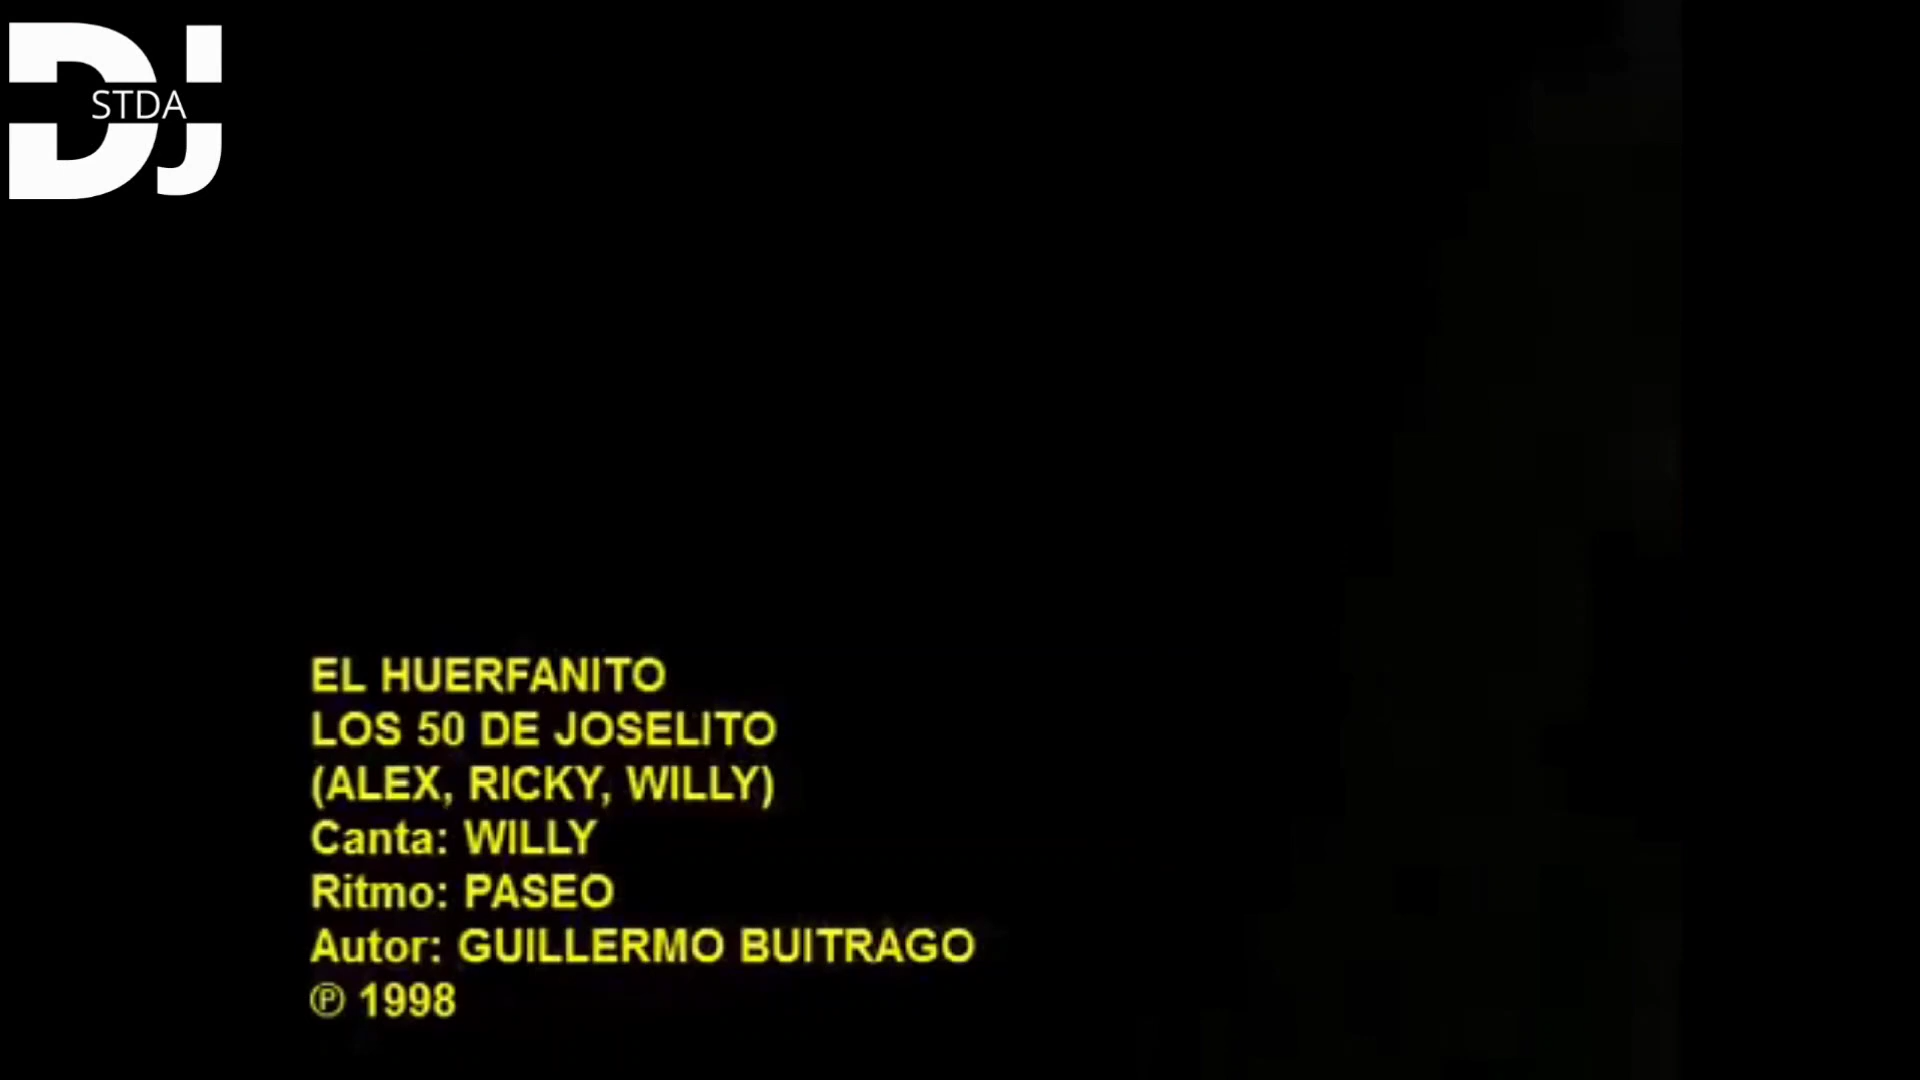 DJ
STDA
EL HUERFANITO
LOS 50 DE JOSELITO
(ALEX, RICKY, WILLY)
Canta: WILLY
Ritmo: PASEO
Autor: GUILLERMO BUITRAGO
℗ 1998